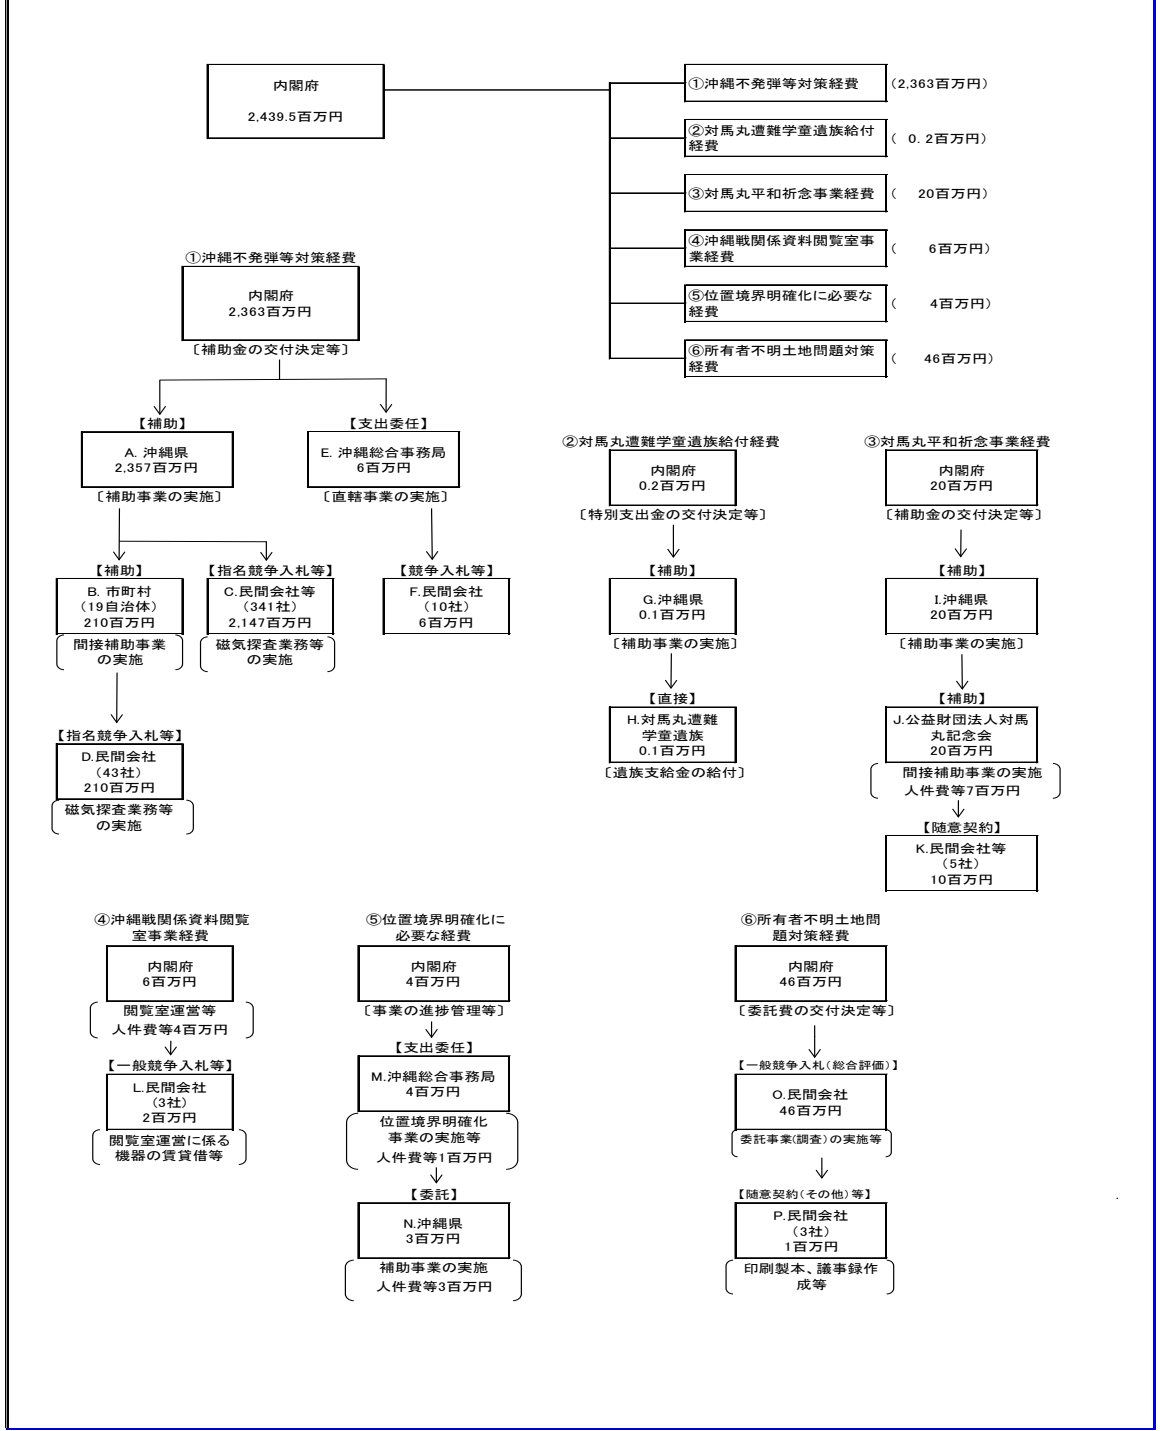 内閣府
2,439.5百万円
①沖縄不発弾等対策経費
（2,363百万円）
②対馬丸遭難学童遺族給付
経費
（ 0.2百万円）
③対馬丸平和祈念事業経費
（ 20百万円）
④沖縄戦関係資料閲覧室事
業経費
（ 6百万円）
⑤位置境界明確化に必要な
経費
（ 4百万円）
⑥所有者不明土地問題対策
経費
（ 46百万円）
①沖縄不発弾等対策経費
内閣府
2,363百万円
〔補助金の交付決定等〕
【補助】
A. 沖縄県
2,357百万円
〔補助事業の実施〕
【支出委任】
E. 沖縄総合事務局
6百万円
〔直轄事業の実施〕
【補助】
B. 市町村
（19自治体）
210百万円
間接補助事業
の実施
【指名競争入札等】
C.民間会社等
（341社）
2,147百万円
磁気探査業務等
の実施
【競争入札等】
F.民間会社
（10社）
6百万円
【指名競争入札等】
D.民間会社
（43社）
210百万円
磁気探査業務等
の実施
②対馬丸遭難学童遺族給付経費
内閣府
0.2百万円
〔特別支出金の交付決定等〕
【補助】
G.沖縄県
0.1百万円
〔補助事業の実施〕
【直接】
H.対馬丸遭難
学童遺族
0.1百万円
〔遺族支給金の給付〕
③対馬丸平和祈念事業経費
内閣府
20百万円
〔補助金の交付決定等〕
【補助】
I.沖縄県
20百万円
〔補助事業の実施〕
【補助】
J.公益財団法人対馬
丸記念会
20百万円
間接補助事業の実施
人件費等7百万円
【随意契約】
K.民間会社等
（5社）
10百万円
④沖縄戦関係資料閲覧
室事業経費
内閣府
6百万円
閲覧室運営等
人件費等4百万円
【一般競争入札等】
L.民間会社
（3社）
2百万円
閲覧室運営に係る
機器の賃貸借等
⑤位置境界明確化に
必要な経費
内閣府
4百万円
〔事業の進捗管理等〕
【支出委任】
M.沖縄総合事務局
4百万円
位置境界明確化
事業の実施等
人件費等1百万円
【委託】
N.沖縄県
3百万円
補助事業の実施
人件費等3百万円
⑥所有者不明土地問
題対策経費
内閣府
46百万円
〔委託費の交付決定等〕
【一般競争入札（総合評価）】
O.民間会社
46百万円
委託事業(調査)の実施等
【随意契約（その他）等】
P.民間会社
（3社）
1百万円
印刷製本、議事録作
成等